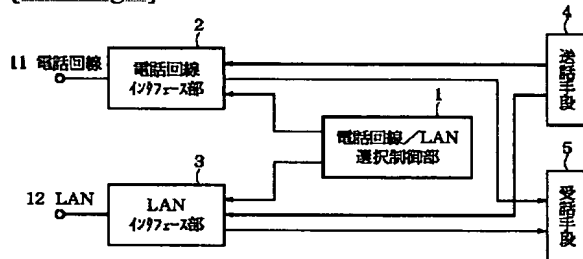 2
4
11 電話回線
電話回線
インタフェース部
送話手段
1
電話回線／LAN
選択制御部
3
5
12 LAN
LAN
インタフェース部
受話手段